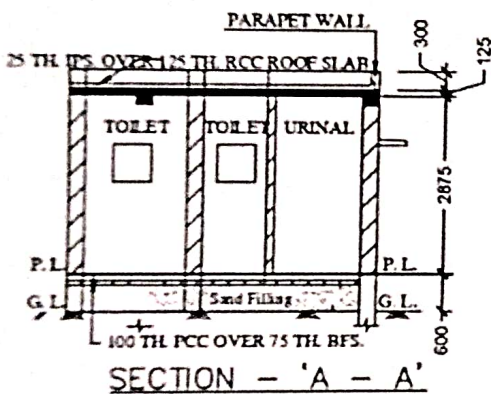 PARAPET WALL
25 TH. IPS. OVER 125 TH. RCC ROOF SLAB
300
125
TOILET TOILET URINAL
2875
P. L. P. L.
G. L. Sand Filling G. L.
600
100 TH. PCC OVER 75 TH. BFS.
SECTION - 'A - A'